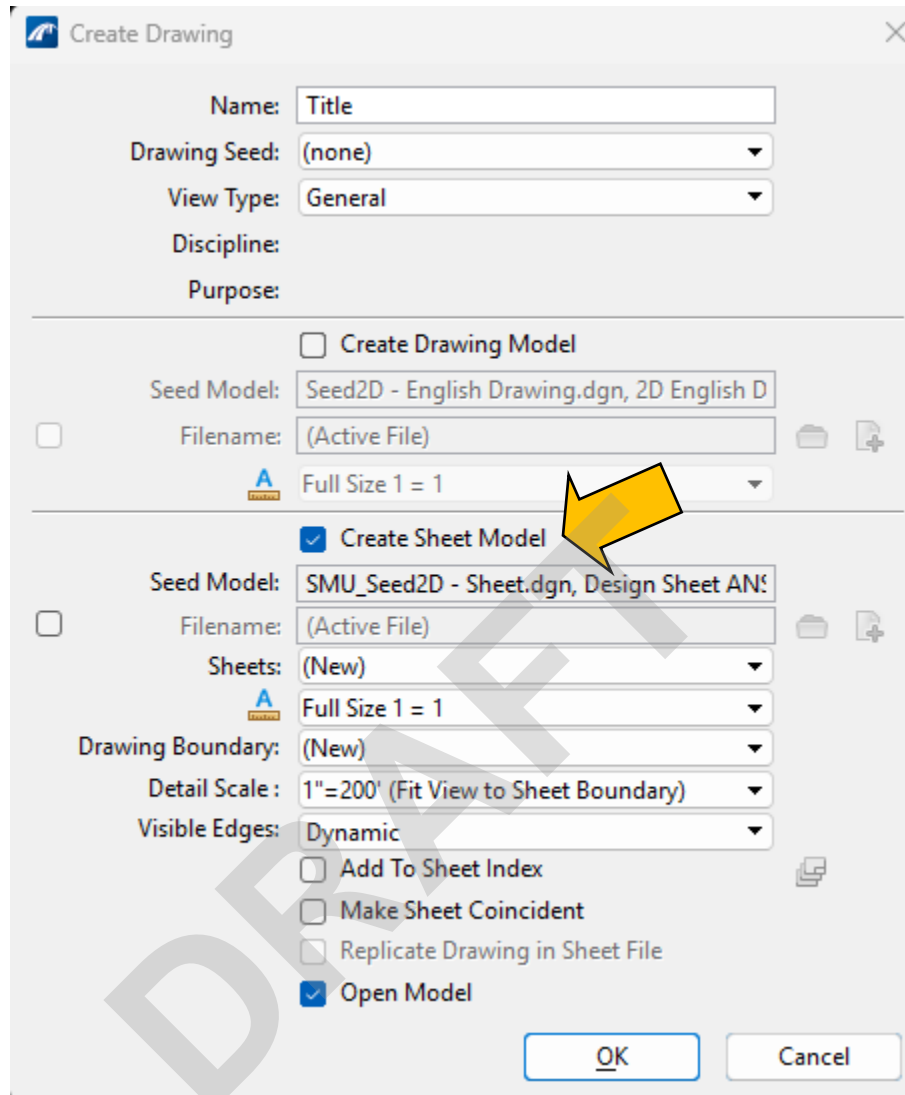 Create Drawing
Name: Title
Drawing Seed: (none)
View Type: General
Discipline:
Purpose:
Create Drawing Model
Seed Model: Seed2D - English Drawing.dgn, 2D English D
Filename: (Active File)
A Full Size 1 = 1
Create Sheet Model
Seed Model: SMU_Seed2D - Sheet.dgn, Design Sheet ANS
Filename: (Active File)
Sheets: (New)
A Full Size 1 = 1
Drawing Boundary: (New)
Detail Scale : 1"=200' (Fit View to Sheet Boundary)
Visible Edges: Dynamic
Add To Sheet Index
Make Sheet Coincident
Replicate Drawing in Sheet File
Open Model
OK Cancel
DRAFT